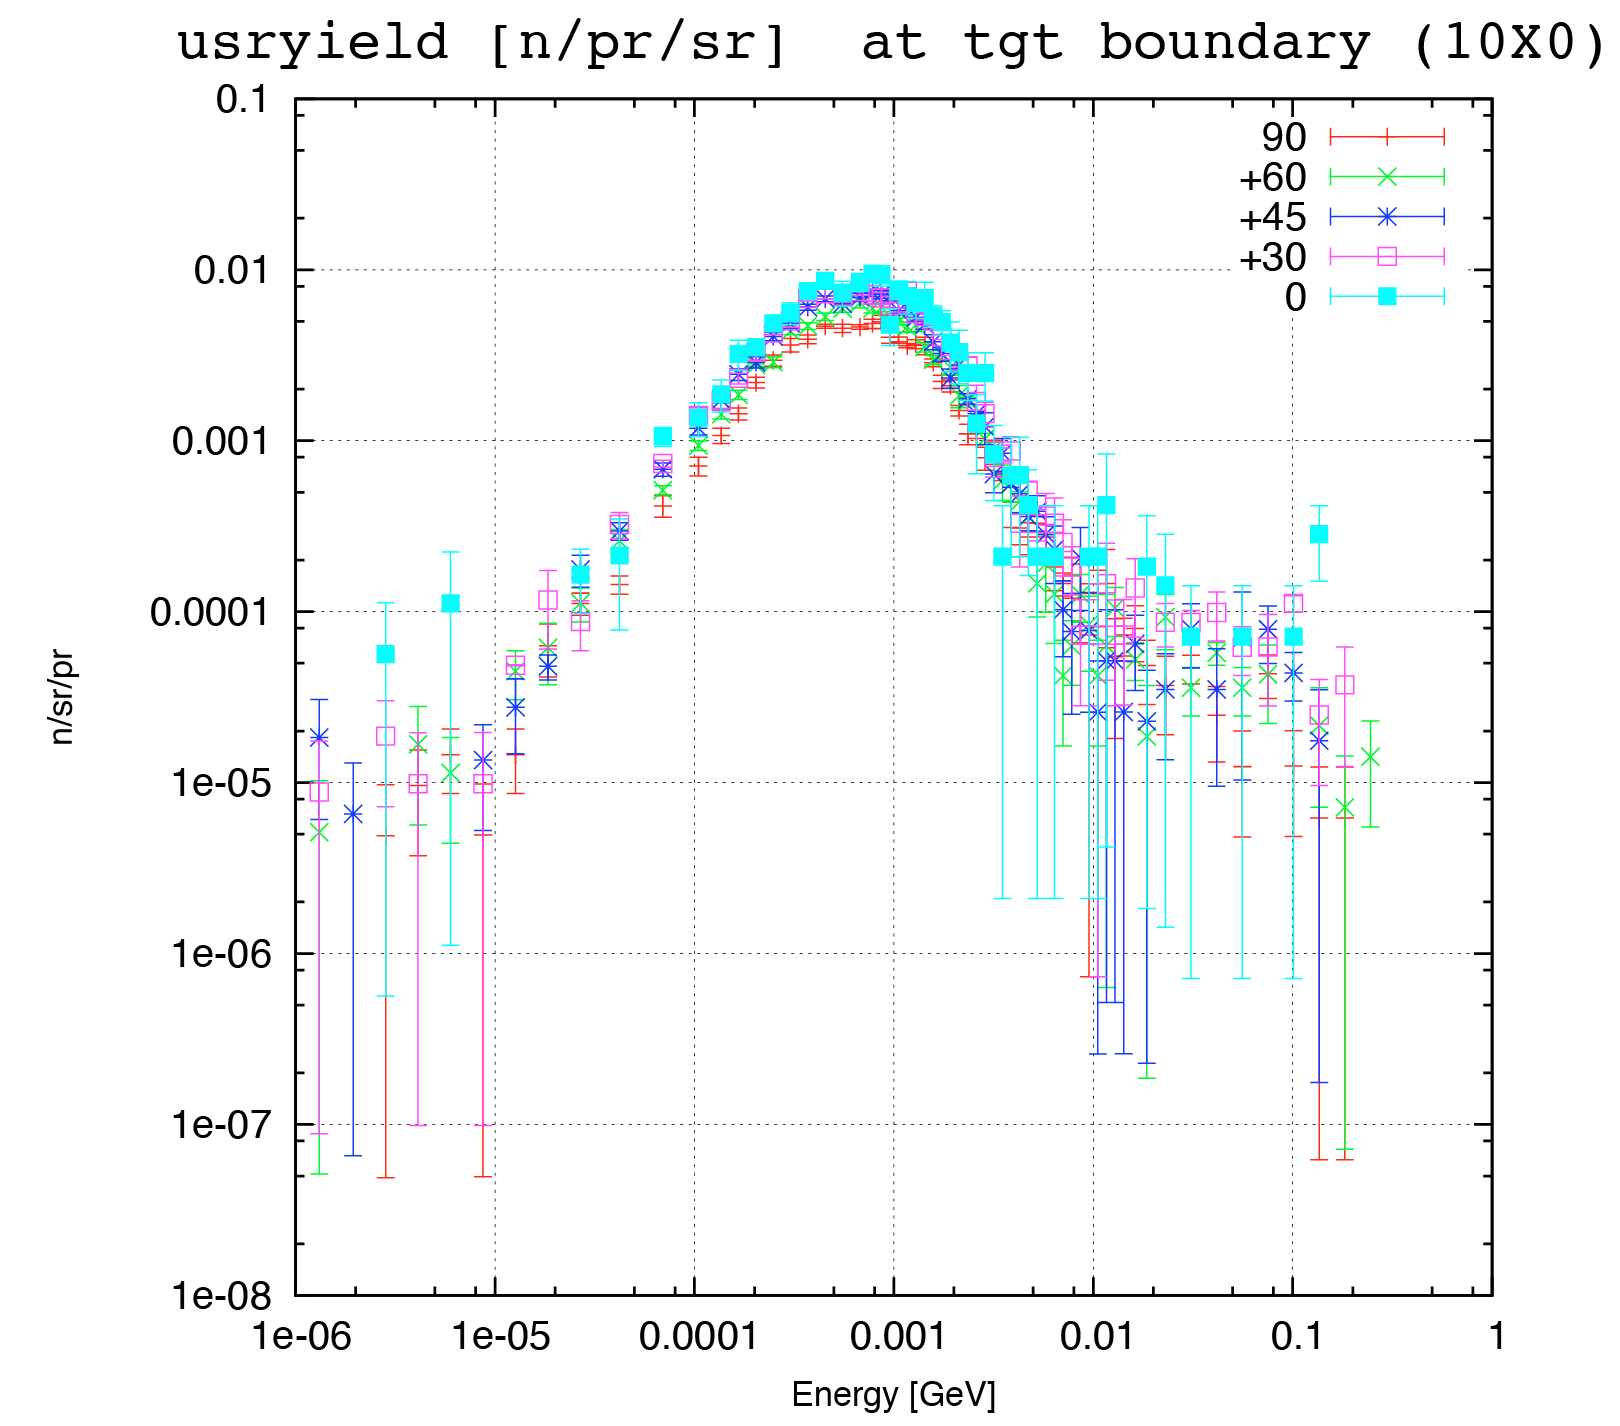 usryield [n/pr/sr]  at tgt boundary (10X0)
0.1
0.01
0.001
0.0001
1e-05
1e-06
1e-07
1e-08
n/sr/pr
90
+60
+45
+30
0
1e-06 1e-05 0.0001 0.001 0.01 0.1 1
Energy [GeV]